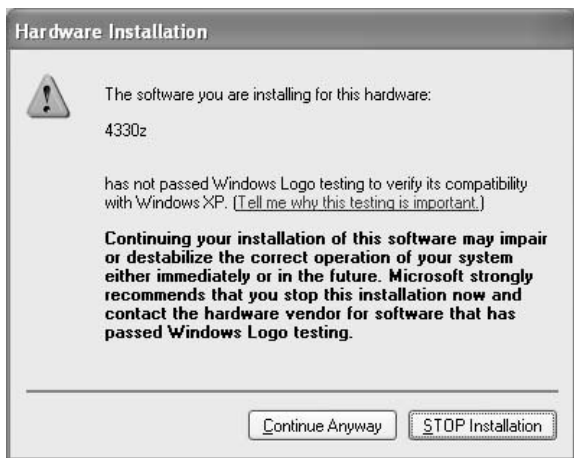 Hardware Installation
The software you are installing for this hardware:
4330z
has not passed Windows Logo testing to verify its compatibility
with Windows XP. (Tell me why this testing is important.)
Continuing your installation of this software may impair
or destabilize the correct operation of your system
either immediately or in the future. Microsoft strongly
recommends that you stop this installation now and
contact the hardware vendor for software that has
passed Windows Logo testing.
Continue Anyway STOP Installation